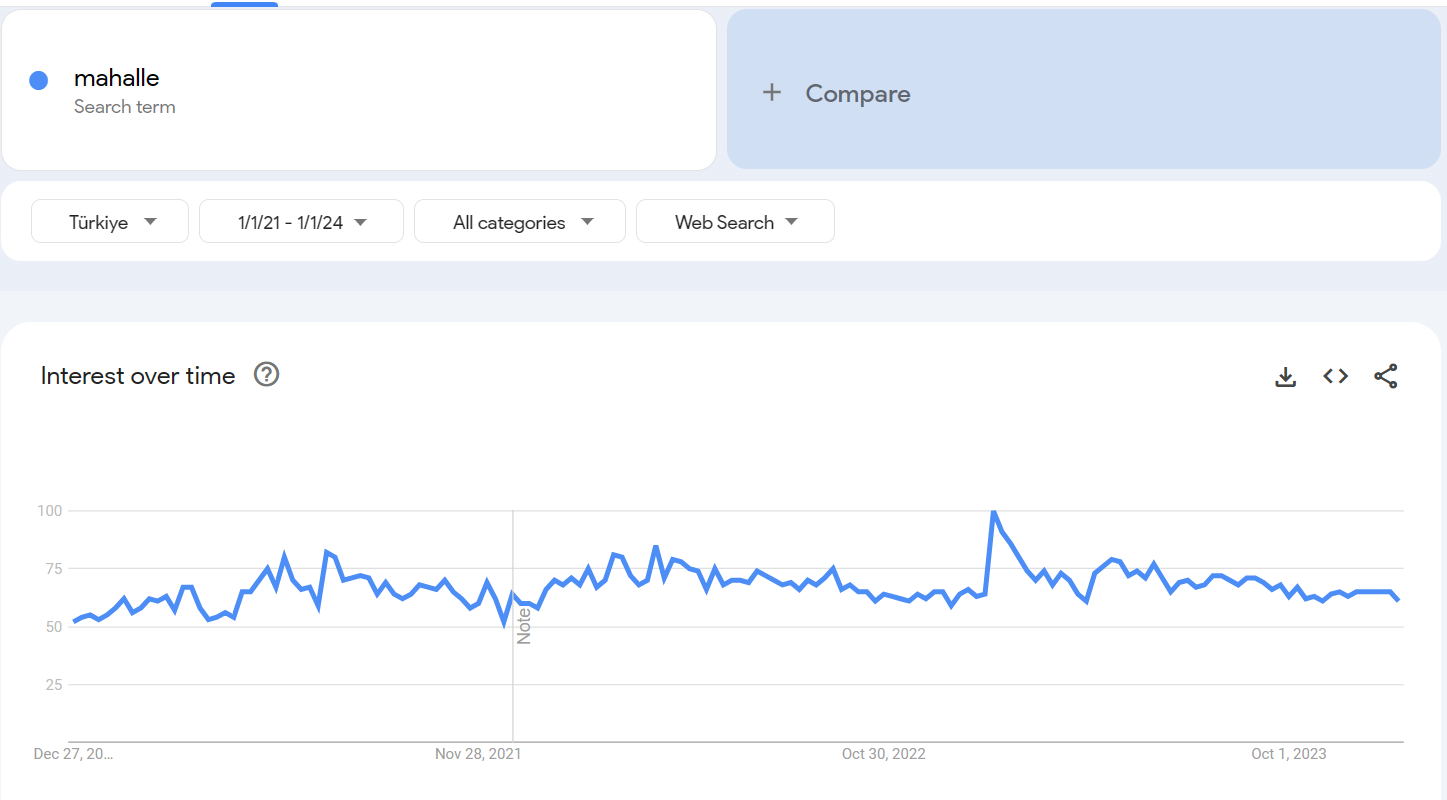 mahalle
Search term
+ Compare
Türkiye
1/1/21 - 1/1/24
All categories
Web Search
Interest over time ?
100
75
50
25
Note
Dec 27, 20...
Nov 28, 2021
Oct 30, 2022
Oct 1, 2023